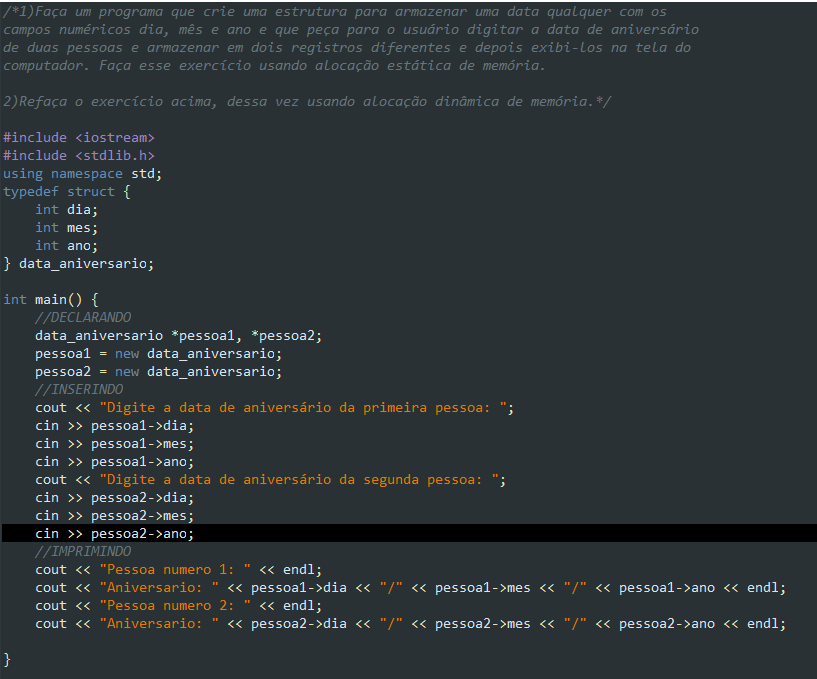 /*1)Faça um programa que crie uma estrutura para armazenar uma data qualquer com os
campos numéricos dia, mês e ano e que peça para o usuário digitar a data de aniversário
de duas pessoas e armazenar em dois registros diferentes e depois exibi-los na tela do
computador. Faça esse exercício usando alocação estática de memória.

2)Refaça o exercício acima, dessa vez usando alocação dinâmica de memória.*/

#include <iostream>
#include <stdlib.h>
using namespace std;
typedef struct {
    int dia;
    int mes;
    int ano;
} data_aniversario;

int main() {
    //DECLARANDO
    data_aniversario *pessoa1, *pessoa2;
    pessoa1 = new data_aniversario;
    pessoa2 = new data_aniversario;
    //INSERINDO
    cout << "Digite a data de aniversário da primeira pessoa: ";
    cin >> pessoa1->dia;
    cin >> pessoa1->mes;
    cin >> pessoa1->ano;
    cout << "Digite a data de aniversário da segunda pessoa: ";
    cin >> pessoa2->dia;
    cin >> pessoa2->mes;
    cin >> pessoa2->ano;
    //IMPRIMINDO
    cout << "Pessoa numero 1: " << endl;
    cout << "Aniversario: " << pessoa1->dia << "/" << pessoa1->mes << "/" << pessoa1->ano << endl;
    cout << "Pessoa numero 2: " << endl;
    cout << "Aniversario: " << pessoa2->dia << "/" << pessoa2->mes << "/" << pessoa2->ano << endl;

}